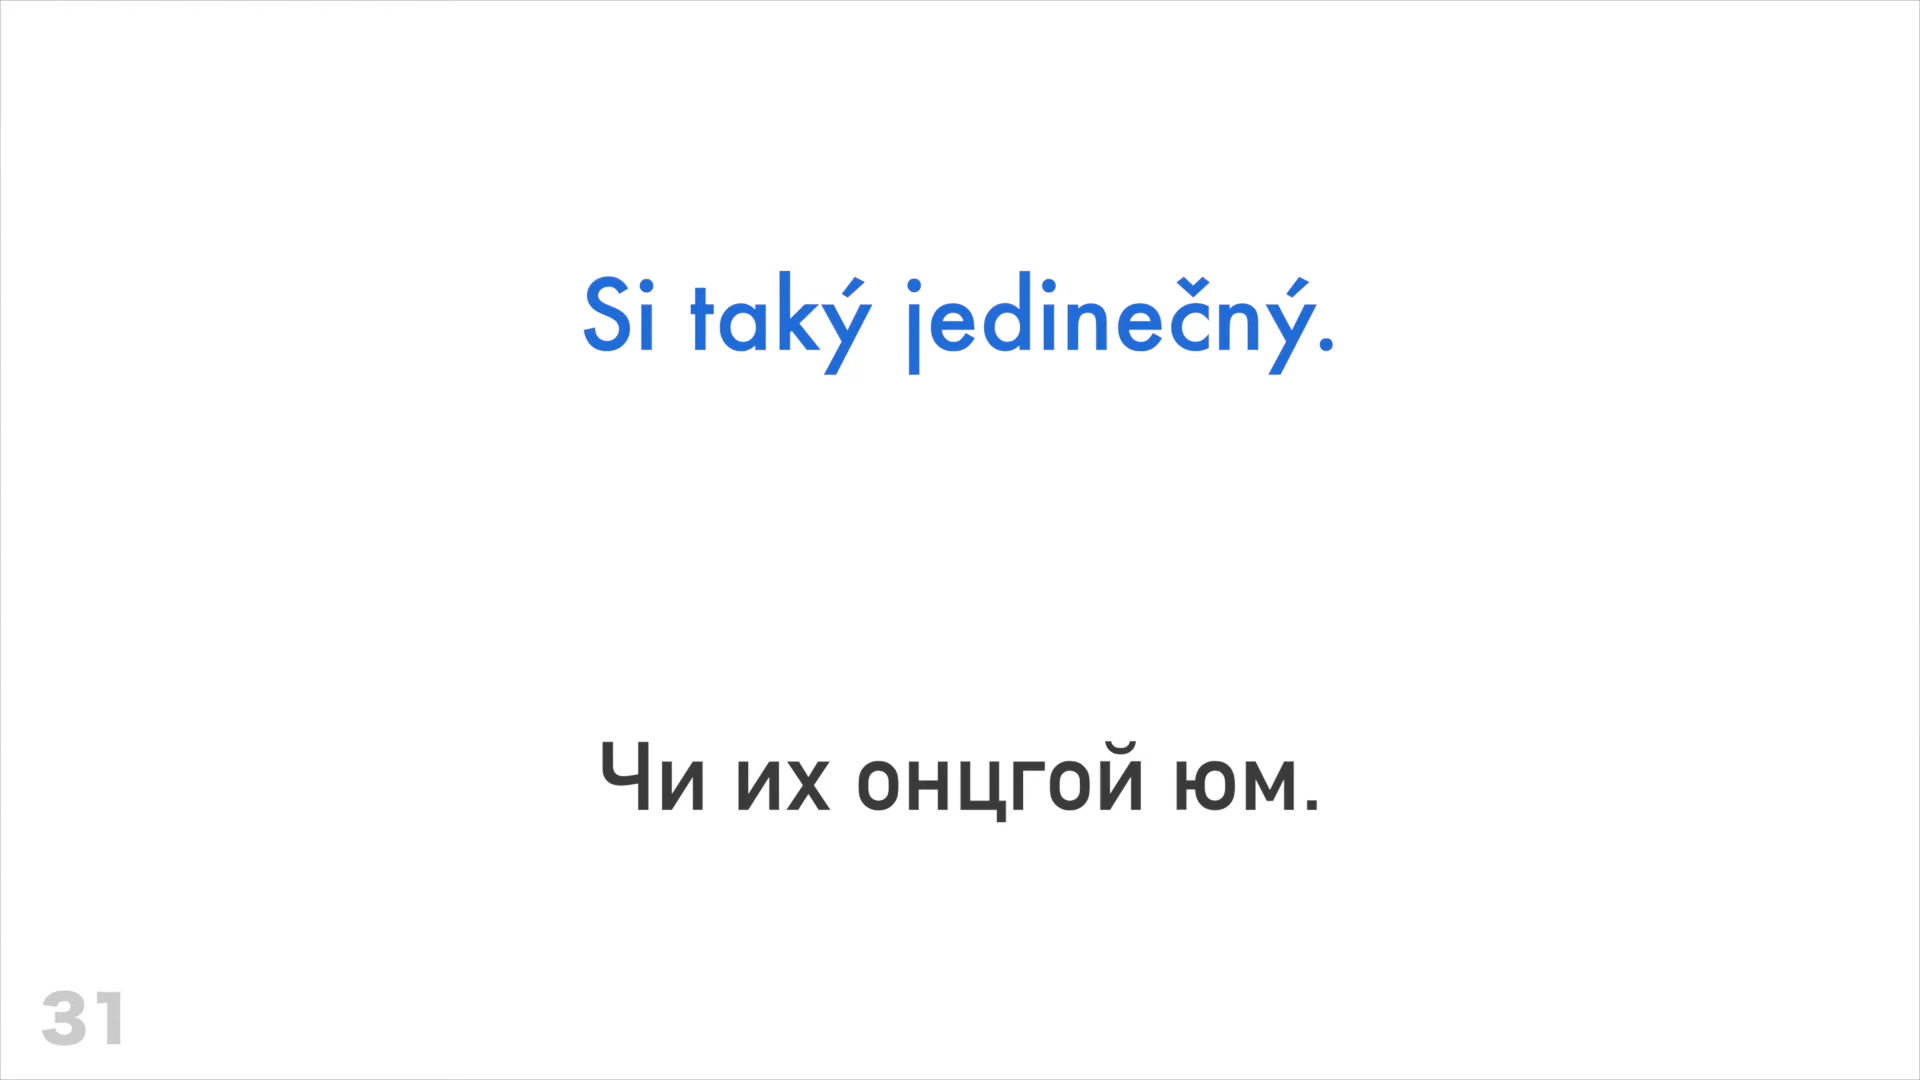 Si taký jedinečný.
Чи их онцгой юм.
31